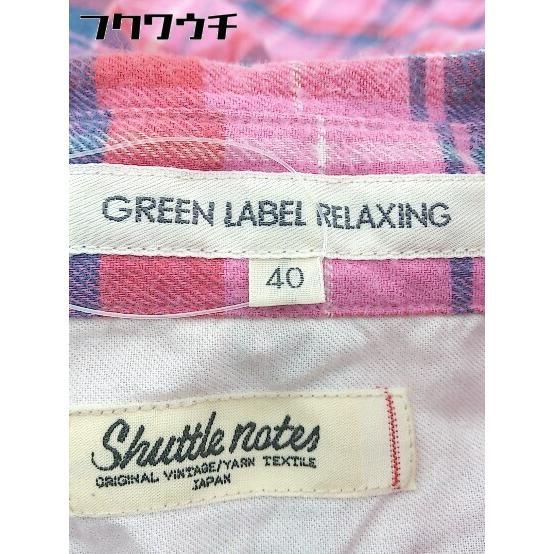 フクワウチ
GREEN LABEL RELAXING
40
Shuttle notes
ORIGINAL VINTAGE/YARN TEXTILE
JAPAN